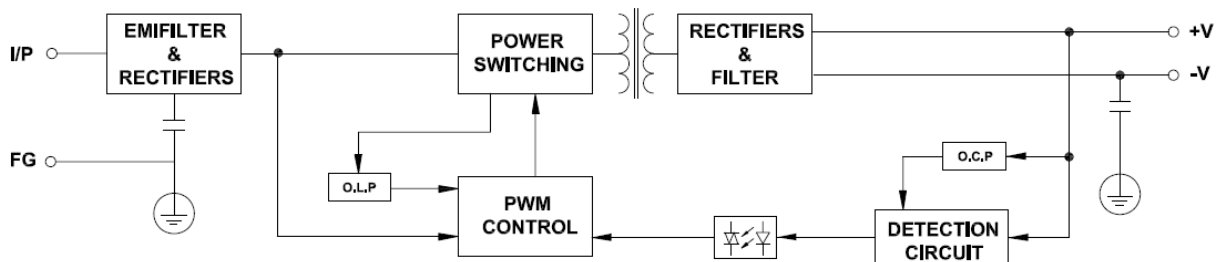 EMIFILTER
&
RECTIFIERS
I/P
POWER
SWITCHING
RECTIFIERS
&
FILTER
+V
-V
FG
O.L.P
PWM
CONTROL
O.C.P
DETECTION
CIRCUIT